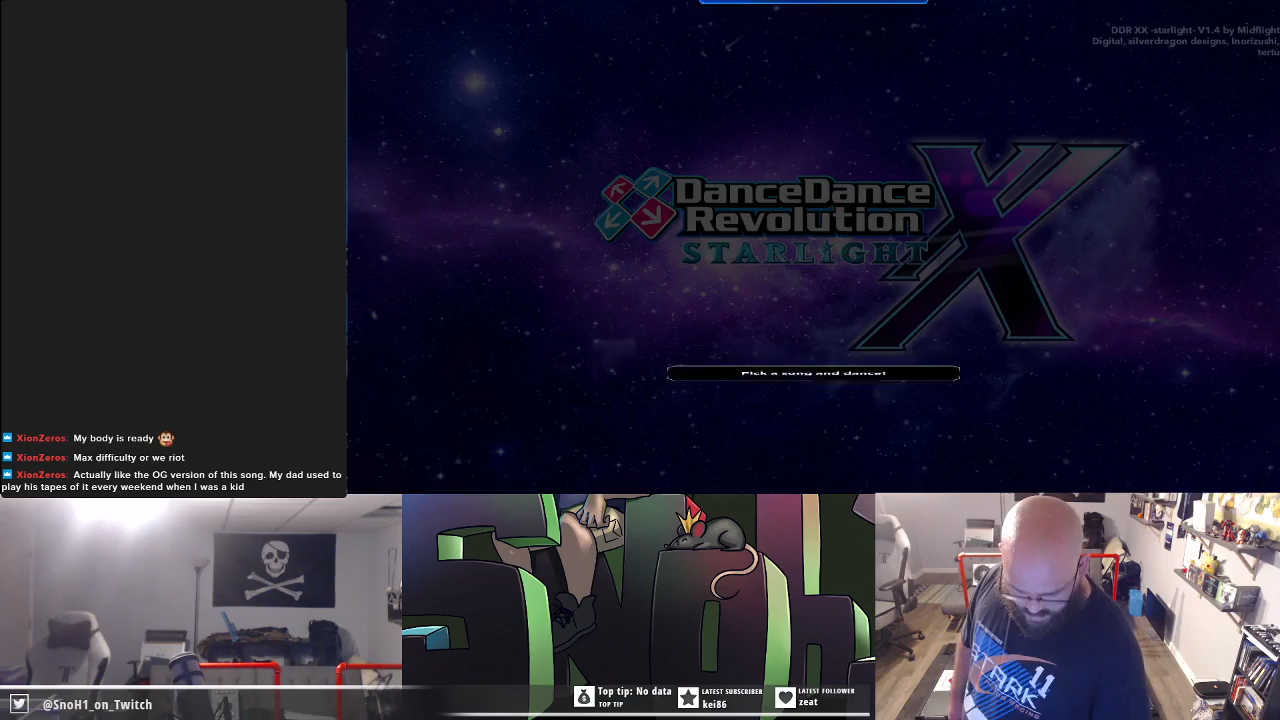 DDR XX -starlight- V1.4 by Midflight
Digital, silverdragon designs, Inorizushi,
tertu
DanceDance
Revolution
STARLiGHT
X
Pick a song and dance!
XionZeros: My body is ready
XionZeros: Max difficulty or we riot
XionZeros: Actually like the OG version of this song. My dad used to
play his tapes of it every weekend when I was a kid
11
@SnoH1_on_Twitch
Top tip: No data
TOP TIP
LATEST SUBSCRIBER
kei86
LATEST FOLLOWER
zeat